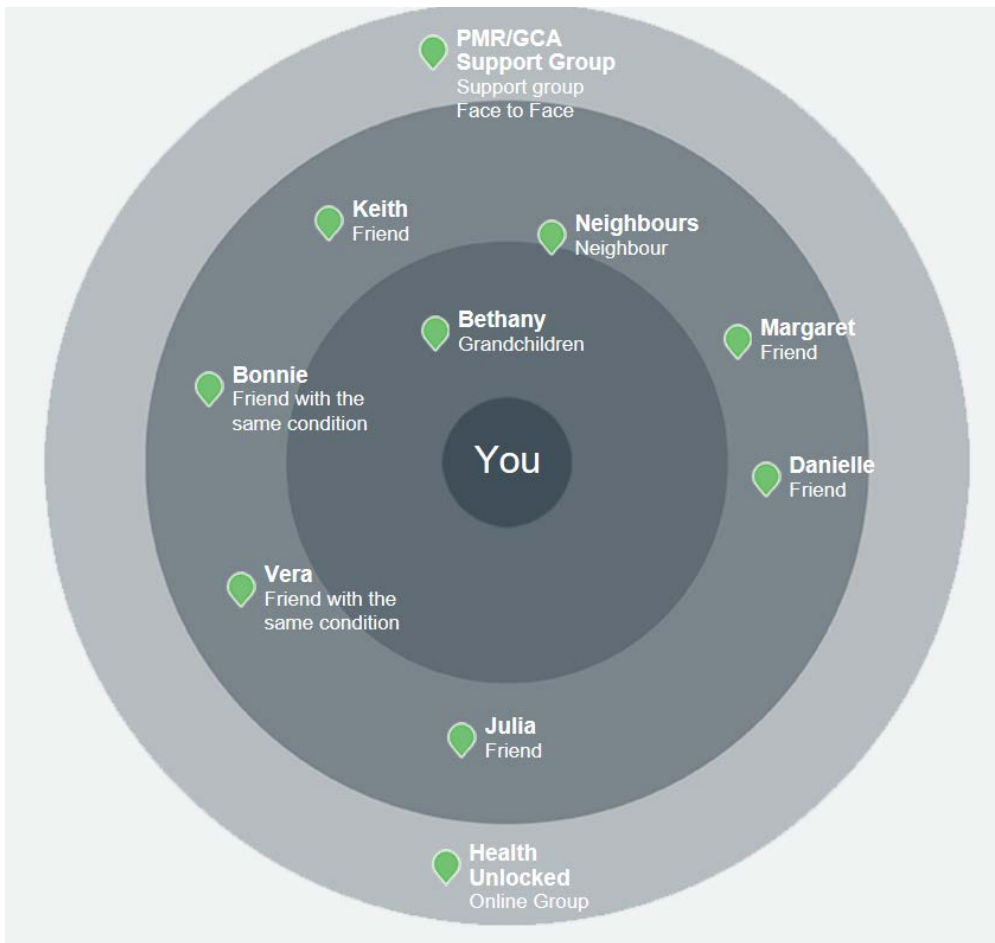 PMR/GCA
Support Group
Support group
Face to Face
Keith
Friend
Neighbours
Neighbour
Bethany
Grandchildren
Margaret
Friend
Bonnie
Friend with the
same condition
You
Danielle
Friend
Vera
Friend with the
same condition
Julia
Friend
Health
Unlocked
Online Group